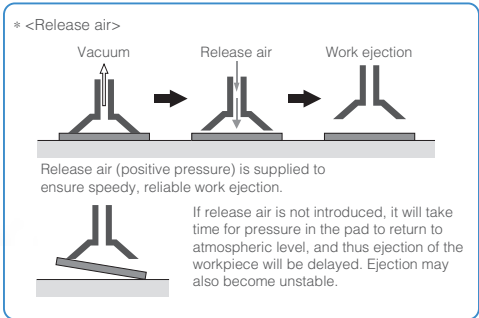 * <Release air>
Vacuum
Release air
Work ejection
Release air (positive pressure) is supplied to
ensure speedy, reliable work ejection.
If release air is not introduced, it will take
time for pressure in the pad to return to
atmospheric level, and thus ejection of the
workpiece will be delayed. Ejection may
also become unstable.